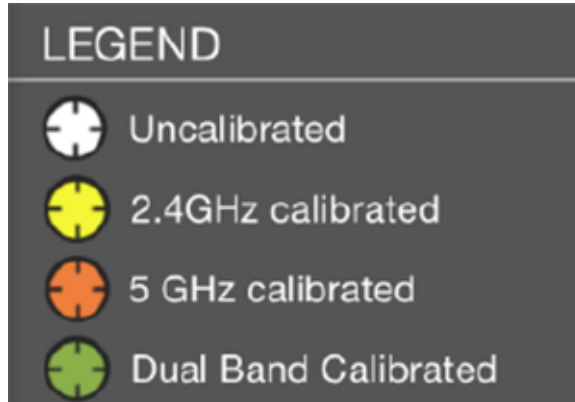 LEGEND
Uncalibrated
2.4GHz calibrated
5 GHz calibrated
Dual Band Calibrated